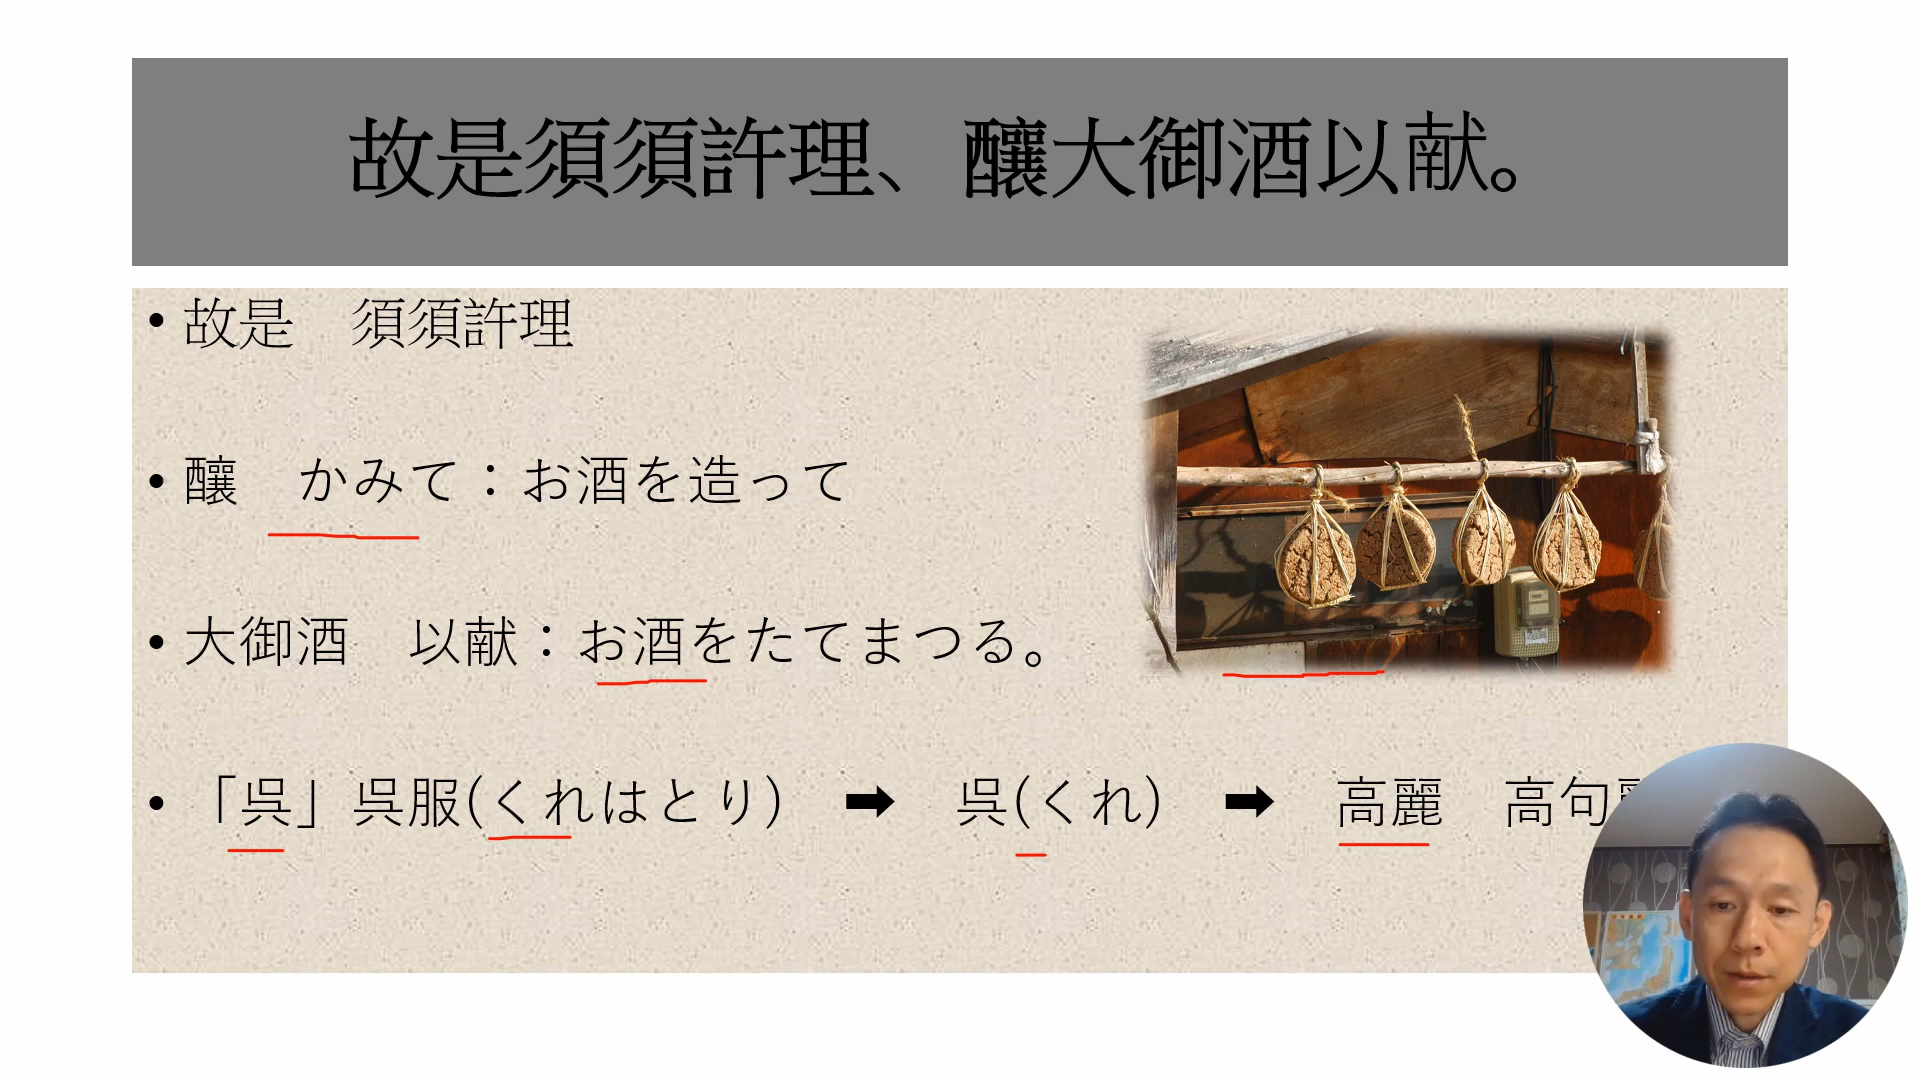 故是須須許理、醸大御酒以献。
• 故是　須須許理
• 醸　かみて：お酒を造って
• 大御酒　以献：お酒をたてまつる。
• 「呉」呉服(くれはとり)　➡　呉(くれ)　➡　高麗　高句